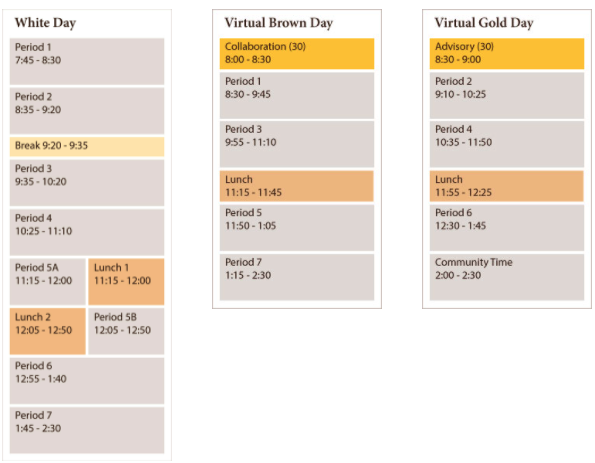 White Day
Period 1
7:45 - 8:30
Period 2
8:35 - 9:20
Break 9:20 - 9:35
Period 3
9:35 - 10:20
Period 4
10:25 - 11:10
Period 5A
11:15 - 12:00
Lunch 1
11:15 - 12:00
Lunch 2
12:05 - 12:50
Period 5B
12:05 - 12:50
Period 6
12:55 - 1:40
Period 7
1:45 - 2:30
Virtual Brown Day
Collaboration (30)
8:00 - 8:30
Period 1
8:30 - 9:45
Period 3
9:55 - 11:10
Lunch
11:15 - 11:45
Period 5
11:50 - 1:05
Period 7
1:15 - 2:30
Virtual Gold Day
Advisory (30)
8:30 - 9:00
Period 2
9:10 - 10:25
Period 4
10:35 - 11:50
Lunch
11:55 - 12:25
Period 6
12:30 - 1:45
Community Time
2:00 - 2:30